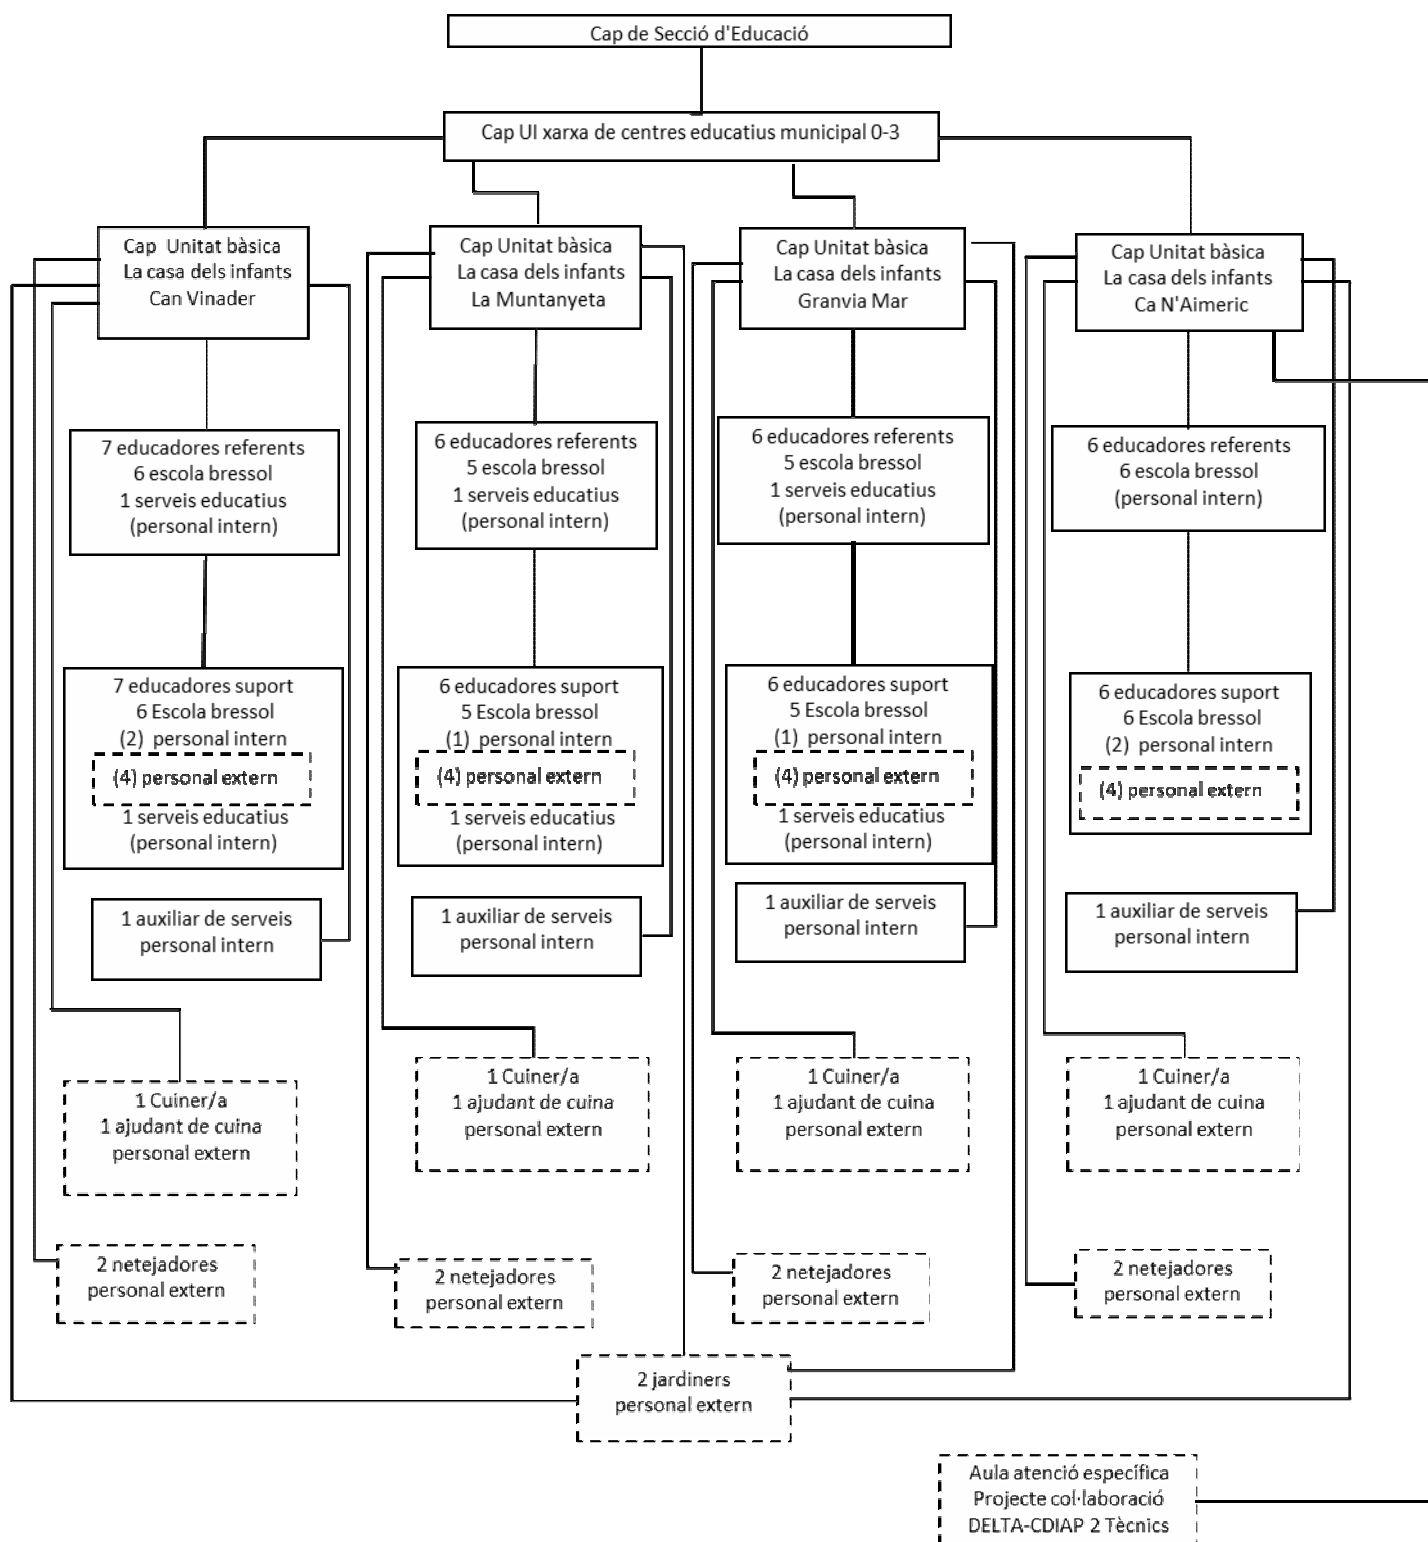 Cap de Secció d'Educació
Cap UI xarxa de centres educatius municipal 0-3
Cap Unitat bàsica
La casa dels infants
Can Vinader
Cap Unitat bàsica
La casa dels infants
La Muntanyeta
Cap Unitat bàsica
La casa dels infants
Granvia Mar
Cap Unitat bàsica
La casa dels infants
Ca N'Aimeric
7 educadores referents
6 escola bressol
1 serveis educatius
(personal intern)
6 educadores referents
5 escola bressol
1 serveis educatius
(personal intern)
6 educadores referents
5 escola bressol
1 serveis educatius
(personal intern)
6 educadores referents
6 escola bressol
(personal intern)
7 educadores suport
6 Escola bressol
(2) personal intern
(4) personal extern
1 serveis educatius
(personal intern)
6 educadores suport
5 Escola bressol
(1) personal intern
(4) personal extern
1 serveis educatius
(personal intern)
6 educadores suport
5 Escola bressol
(1) personal intern
(4) personal extern
1 serveis educatius
(personal intern)
6 educadores suport
6 Escola bressol
(2) personal intern
(4) personal extern
1 auxiliar de serveis
personal intern
1 auxiliar de serveis
personal intern
1 auxiliar de serveis
personal intern
1 auxiliar de serveis
personal intern
1 Cuiner/a
1 ajudant de cuina
personal extern
1 Cuiner/a
1 ajudant de cuina
personal extern
1 Cuiner/a
1 ajudant de cuina
personal extern
1 Cuiner/a
1 ajudant de cuina
personal extern
2 netejadores
personal extern
2 netejadores
personal extern
2 netejadores
personal extern
2 netejadores
personal extern
2 jardiners
personal extern
Aula atenció específica
Projecte col·laboració
DELTA-CDIAP 2 Tècnics